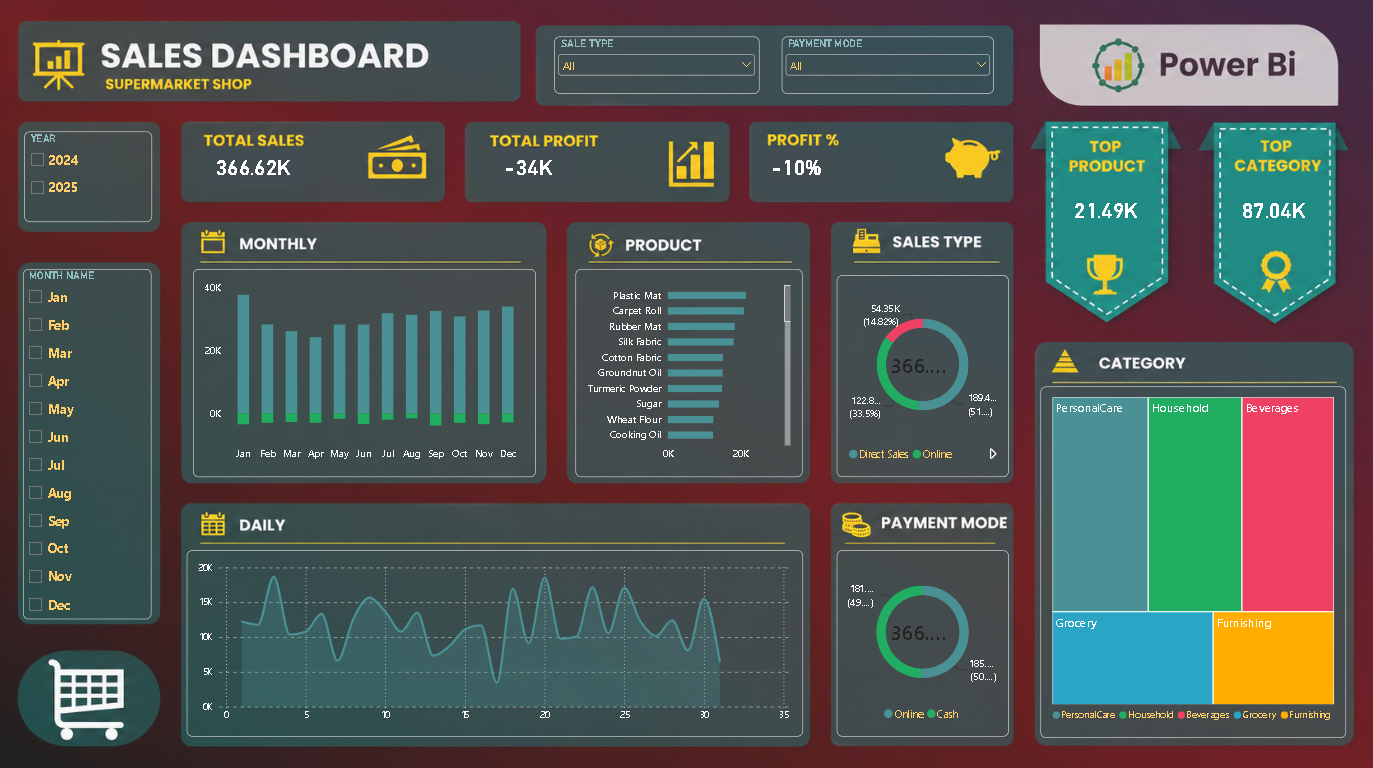 SALES DASHBOARD
SUPERMARKET SHOP
SALE TYPE
All
PAYMENT MODE
All
Power Bi
YEAR
2024
2025
TOTAL SALES
366.62K
TOTAL PROFIT
-34K
PROFIT %
-10%
TOP
PRODUCT
21.49K
TOP
CATEGORY
87.04K
MONTH NAME
Jan
Feb
Mar
Apr
May
Jun
Jul
Aug
Sep
Oct
Nov
Dec
MONTHLY
40K
20K
0K
Jan Feb Mar Apr May Jun Jul Aug Sep Oct Nov Dec
PRODUCT
Plastic Mat
Carpet Roll
Rubber Mat
Silk Fabric
Cotton Fabric
Groundnut Oil
Turmeric Powder
Sugar
Wheat Flour
Cooking Oil
0K 20K
SALES TYPE
54.35K
(14.82%)
366....
122.8...
(33.5%)
189.4...
(51....)
Direct Sales Online
DAILY
20K
15K
10K
5K
0K
0 5 10 15 20 25 30 35
PAYMENT MODE
181....
(49....)
366....
185....
(50....)
Online Cash
CATEGORY
PersonalCare Household Beverages
Grocery Furnishing
PersonalCare Household Beverages Grocery Furnishing